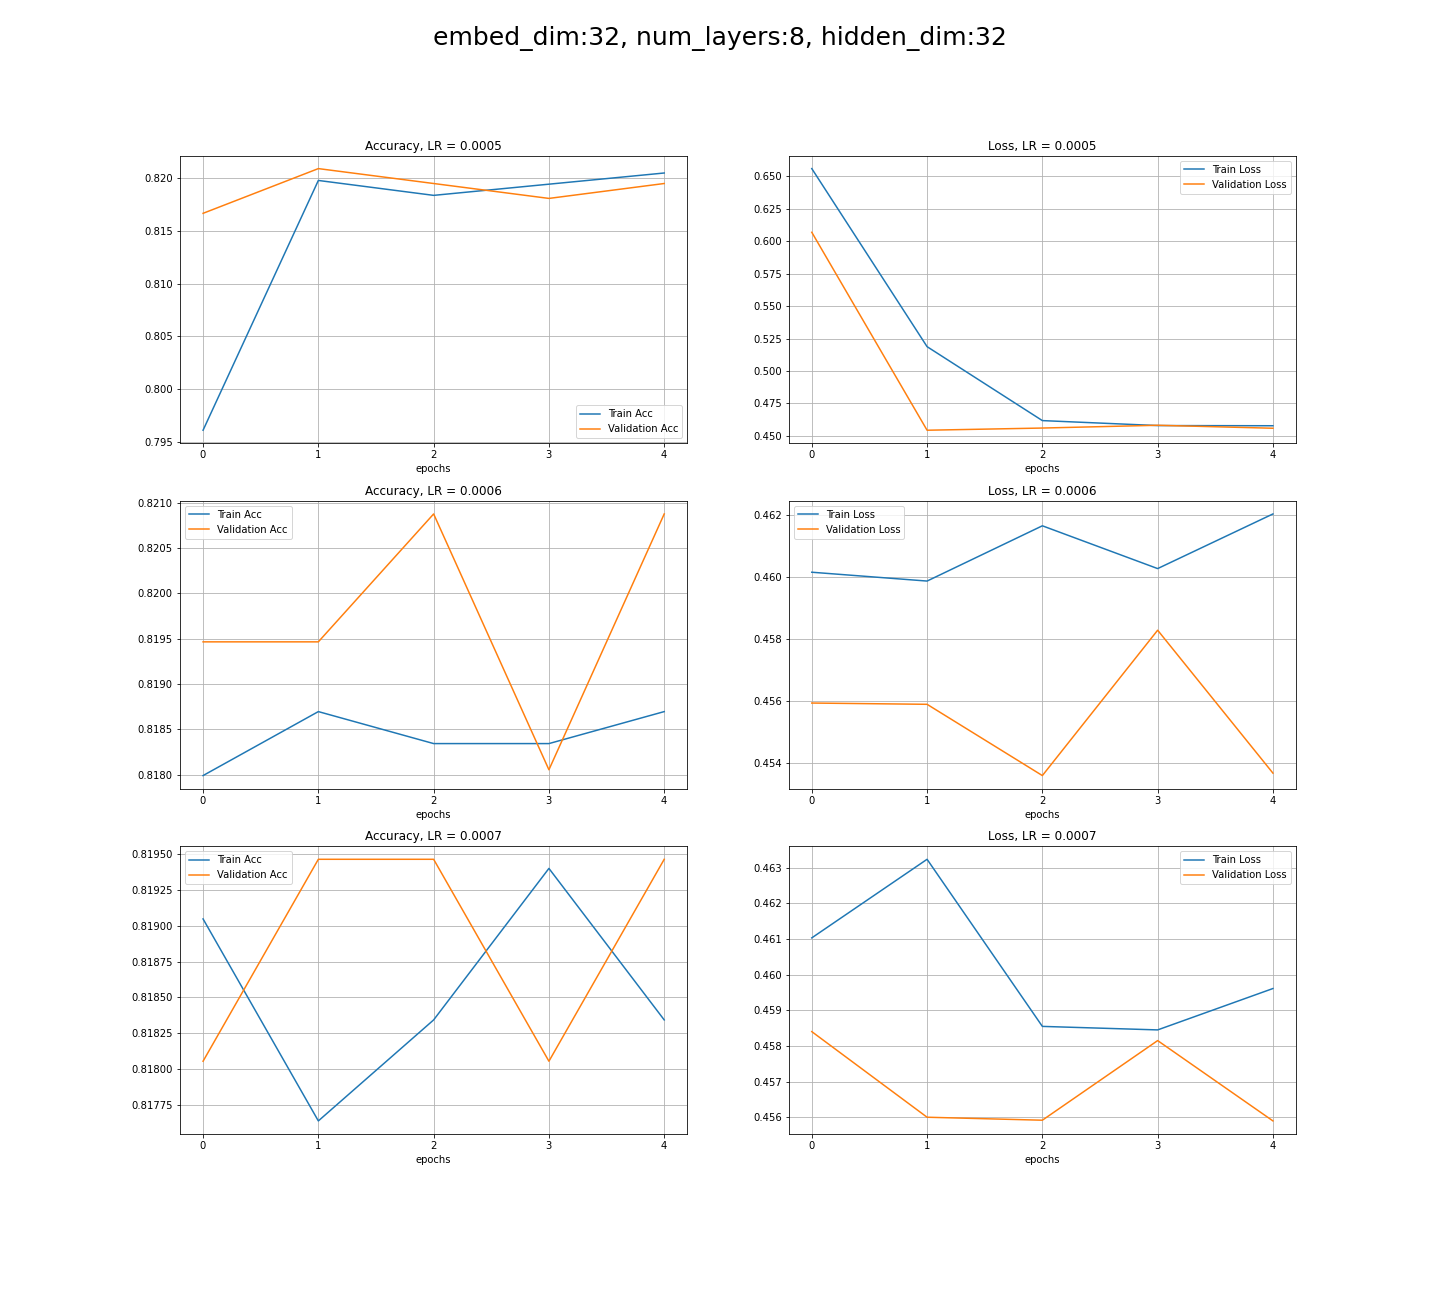 embed_dim:32, num_layers:8, hidden_dim:32
Accuracy, LR = 0.0005
0.820
0.815
0.810
0.805
0.800
0.795
Train Acc
Validation Acc
0 1 2 3 4
epochs
Loss, LR = 0.0005
0.650
0.625
0.600
0.575
0.550
0.525
0.500
0.475
0.450
Train Loss
Validation Loss
0 1 2 3 4
epochs
Accuracy, LR = 0.0006
0.8210
0.8205
0.8200
0.8195
0.8190
0.8185
0.8180
Train Acc
Validation Acc
0 1 2 3 4
epochs
Loss, LR = 0.0006
0.462
0.460
0.458
0.456
0.454
Train Loss
Validation Loss
0 1 2 3 4
epochs
Accuracy, LR = 0.0007
0.81950
0.81925
0.81900
0.81875
0.81850
0.81825
0.81800
0.81775
Train Acc
Validation Acc
0 1 2 3 4
epochs
Loss, LR = 0.0007
0.463
0.462
0.461
0.460
0.459
0.458
0.457
0.456
Train Loss
Validation Loss
0 1 2 3 4
epochs